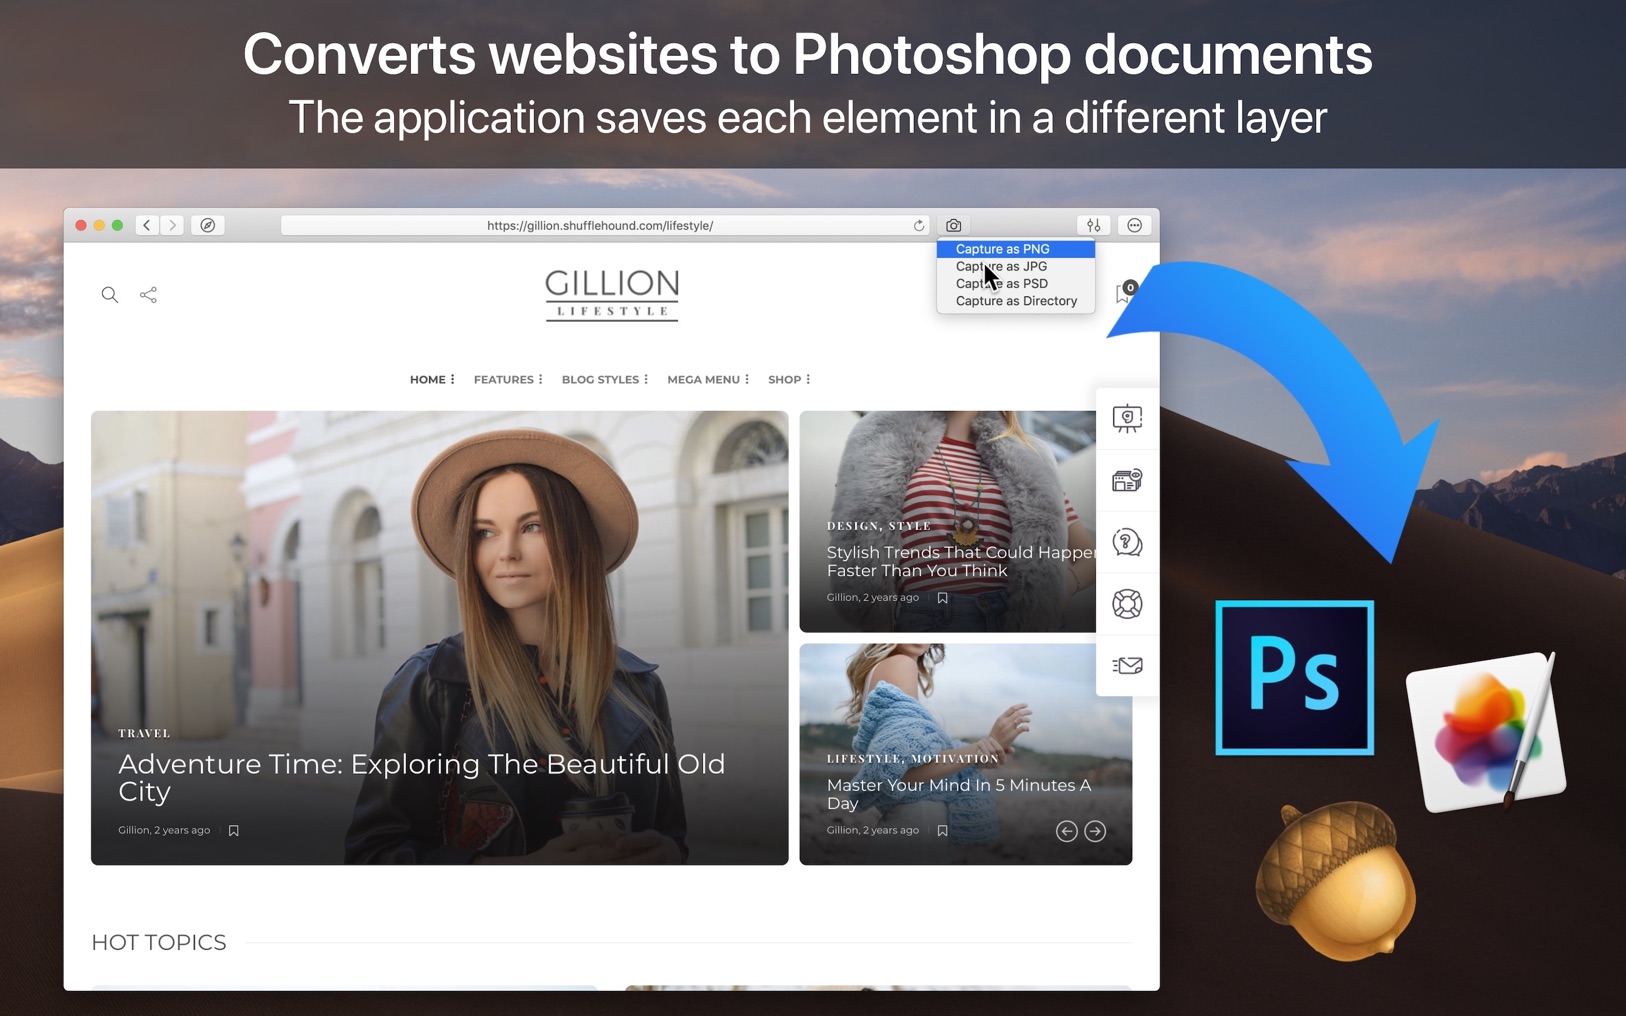 Converts websites to Photoshop documents
The application saves each element in a different layer
https://gillion.shufflehound.com/lifestyle/
Capture as PNG
Capture as JPG
Capture as PSD
Capture as Directory
GILLION
LIFESTYLE
0
HOME
FEATURES
BLOG STYLES
MEGA MENU
SHOP
DESIGN, STYLE
Stylish Trends That Could Happen
Faster Than You Think
Gillion, 2 years ago
TRAVEL
Adventure Time: Exploring The Beautiful Old
City
Gillion, 2 years ago
LIFESTYLE, MOTIVATION
Master Your Mind In 5 Minutes A
Day
Gillion, 2 years ago
HOT TOPICS
Ps